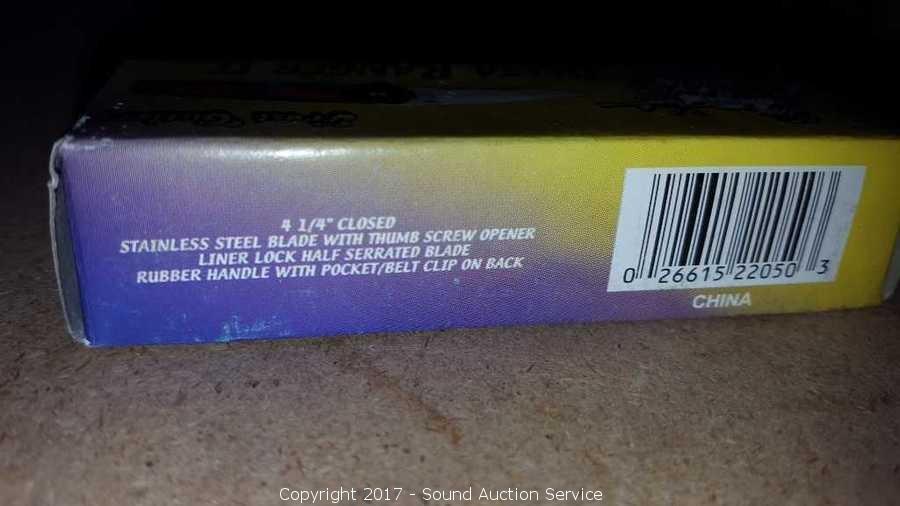 4 1/4" CLOSED
STAINLESS STEEL BLADE WITH THUMB SCREW OPENER
LINER LOCK HALF SERRATED BLADE
RUBBER HANDLE WITH POCKET/BELT CLIP ON BACK
0 26615 22050 3
CHINA
Copyright 2017 - Sound Auction Service